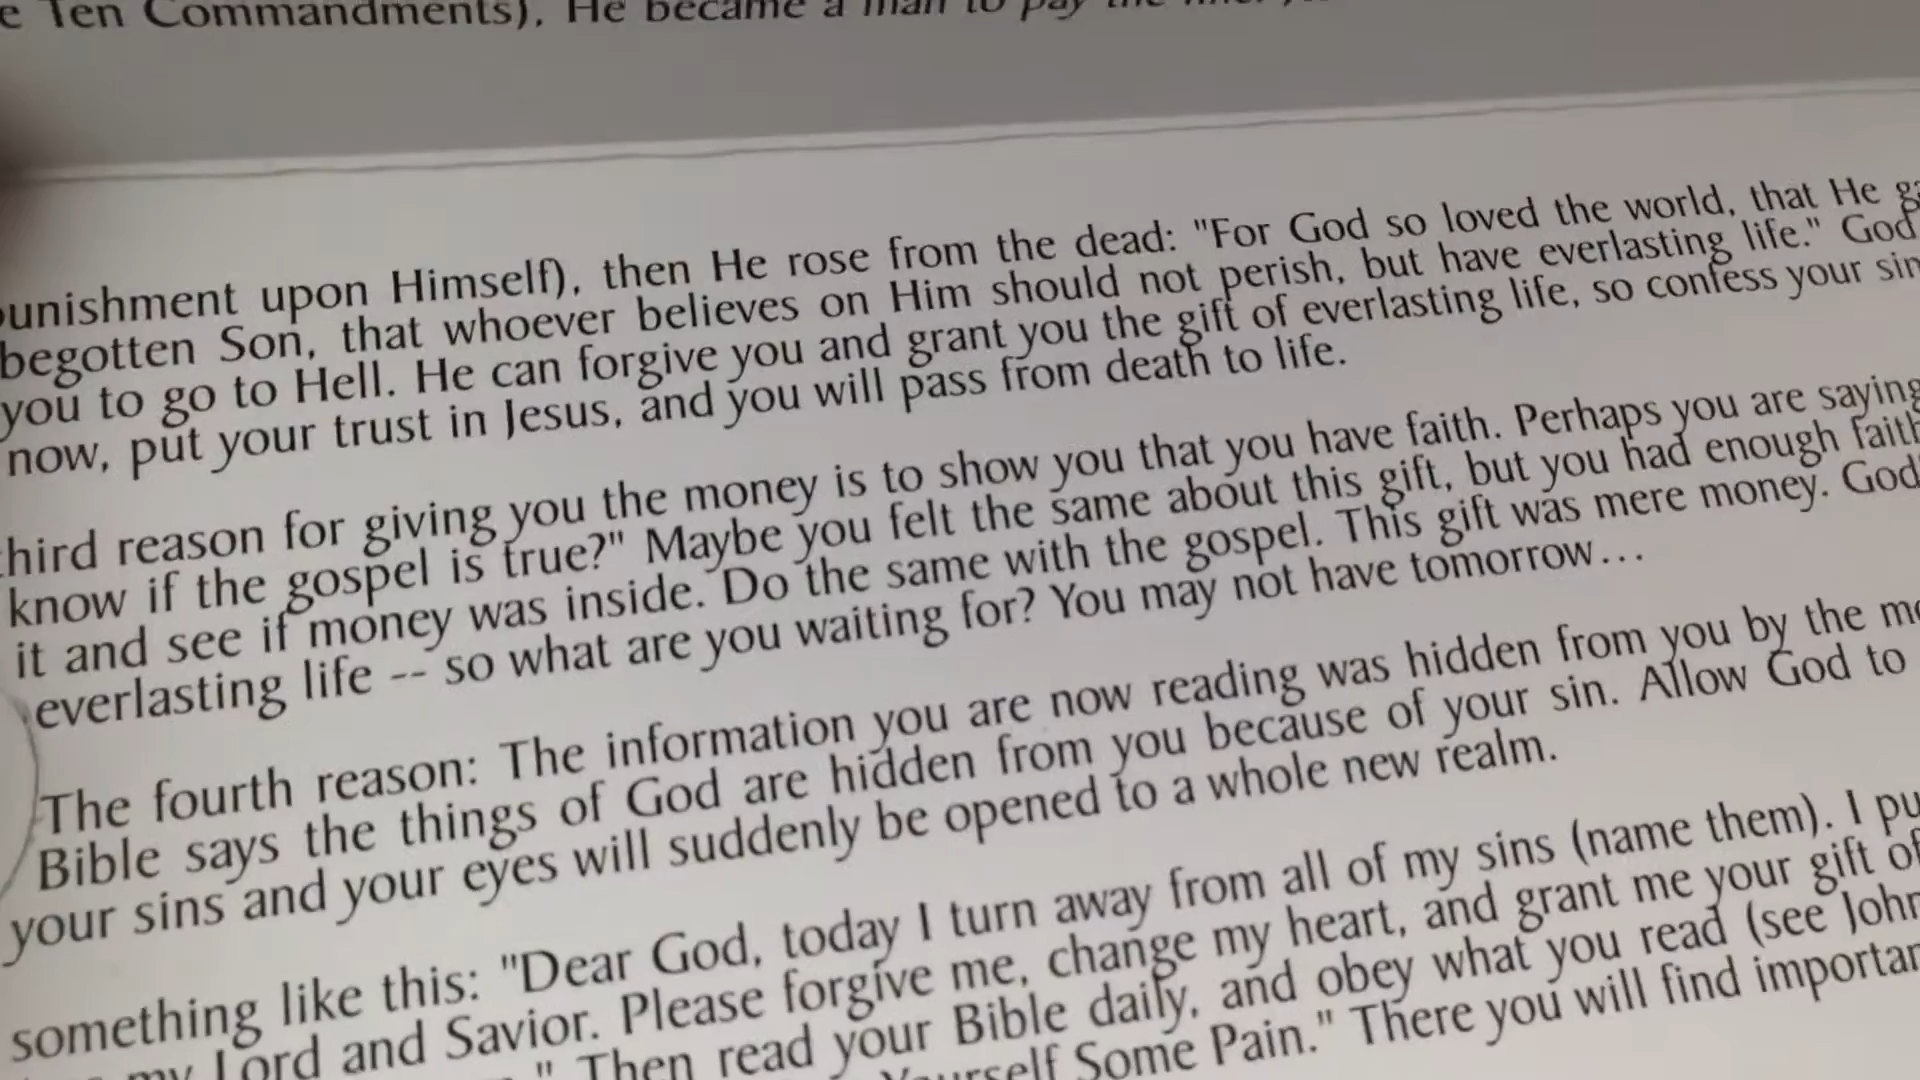 Ten Commandments), He became a man to pay the
unishment upon Himself), then He rose from the dead: "For God so loved the world, that He
begotten Son, that whoever believes on Him should not perish, but have everlasting life." God
you to go to Hell. He can forgive you and grant you the gift of everlasting life, so confess your sin
now, put your trust in Jesus, and you will pass from death to life.
hird reason for giving you the money is to show you that you have faith. Perhaps you are saying
know if the gospel is true?" Maybe you felt the same about this gift, but you had enough faith
it and see if money was inside. Do the same with the gospel. This gift was mere money. God
everlasting life -- so what are you waiting for? You may not have tomorrow...
The fourth reason: The information you are now reading was hidden from you by the
Bible says the things of God are hidden from you because of your sin. Allow God to
your sins and your eyes will suddenly be opened to a whole new realm.
something like this: "Dear God, today I turn away from all of my sins (name them). I pu
my Lord and Savior. Please forgive me, change my heart, and grant me your gift of
" Then read your Bible daily, and obey what you read (see John
Yourself Some Pain." There you will find importan